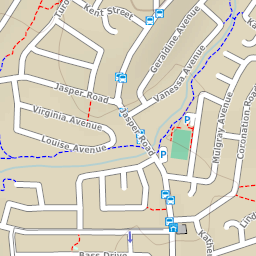 Kent Street
Geraldine Avenue
Jasper Road
Vanessa Avenue
Virginia Avenue
Jasper Road
Louise Avenue
Mulgray Avenue
Coronation Road
P
P
Bass Drive